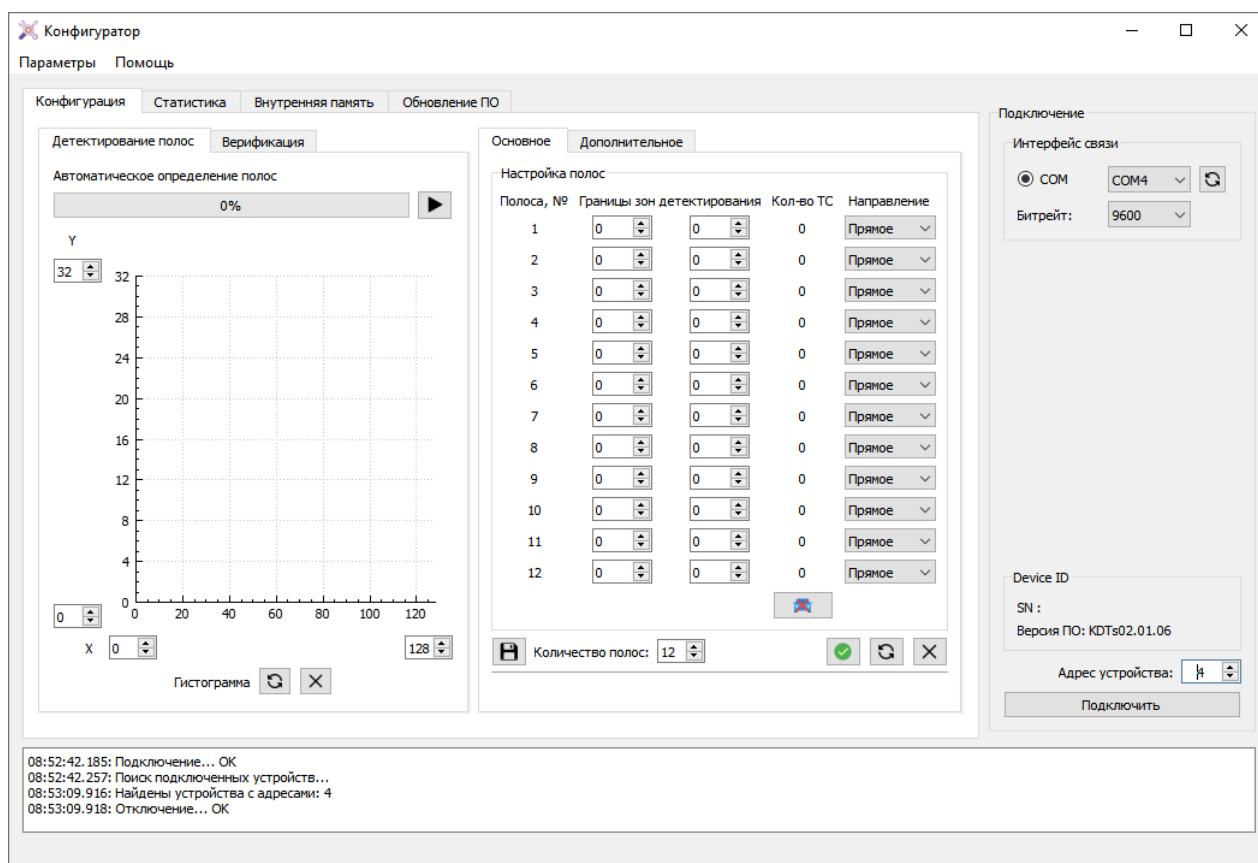 Конфигуратор
Параметры Помощь
Конфигурация Статистика Внутренняя память Обновление ПО
Детектирование полос Верификация
Автоматическое определение полос
0%
Y
32
32
28
24
20
16
12
8
4
0
0
0 20 40 60 80 100 120
X 0 128
Гистограмма
Основное Дополнительное
Настройка полос
Полоса, № Границы зон детектирования Кол-во ТС Направление
1 0 0 0 Прямое
2 0 0 0 Прямое
3 0 0 0 Прямое
4 0 0 0 Прямое
5 0 0 0 Прямое
6 0 0 0 Прямое
7 0 0 0 Прямое
8 0 0 0 Прямое
9 0 0 0 Прямое
10 0 0 0 Прямое
11 0 0 0 Прямое
12 0 0 0 Прямое
Количество полос: 12
Подключение
Интерфейс связи
COM COM4
Битрейт: 9600
Device ID
SN :
Версия ПО: KDTs02.01.06
Адрес устройства: 4
Подключить
08:52:42.185: Подключение... OK
08:52:42.257: Поиск подключенных устройств...
08:53:09.916: Найдены устройства с адресами: 4
08:53:09.918: Отключение... OK